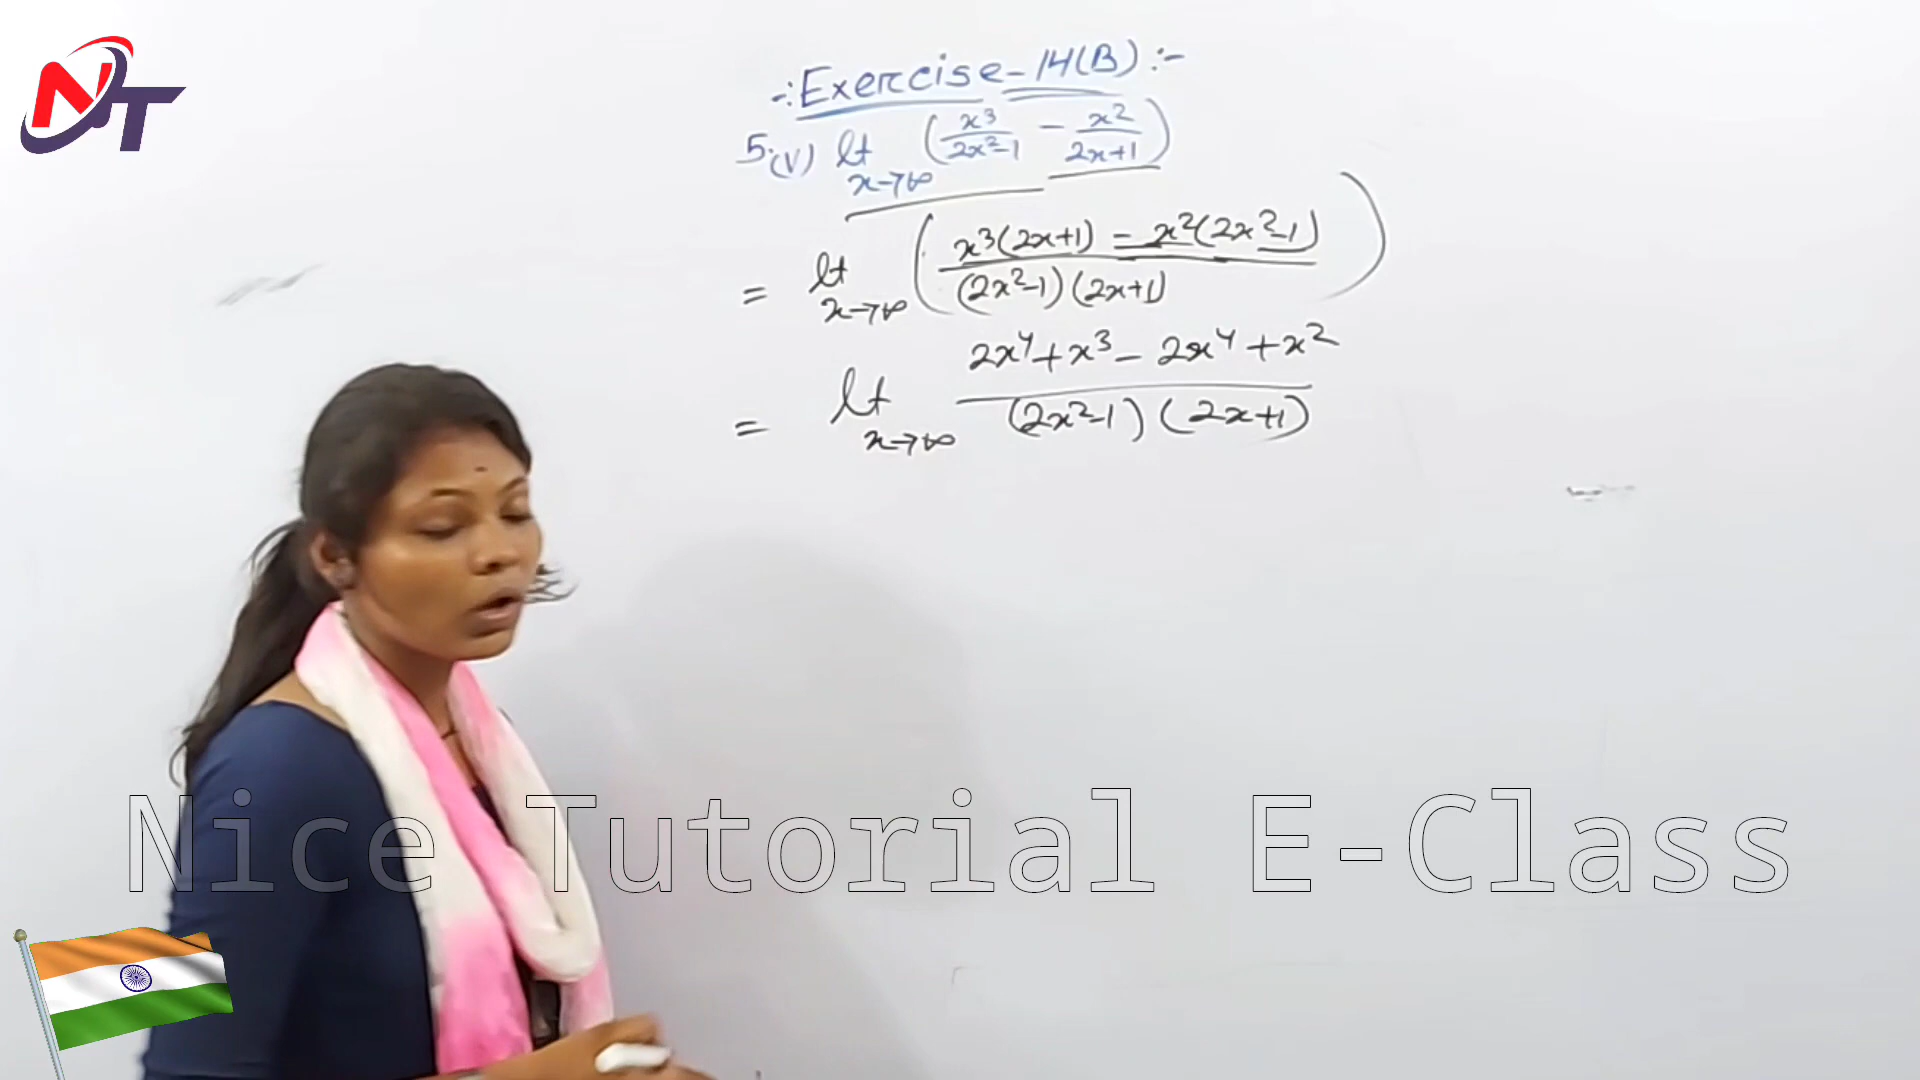 NT
-:Exercise-14(B):-
5.(v) lt x→∞ (x³/2x²-1 - x²/2x+1)
= lt x→∞ (x³(2x+1) - x²(2x²-1)/(2x²-1)(2x+1))
= lt x→∞ 2x⁴+x³-2x⁴+x²/(2x²-1)(2x+1)
Nice Tutorial E-Class